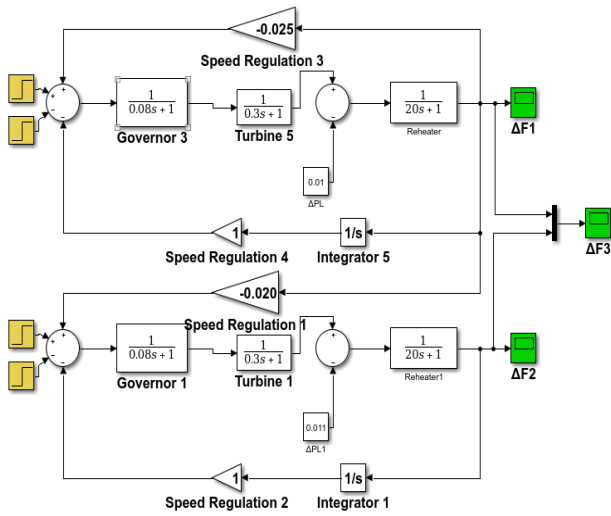 -0.025
Speed Regulation 3
1
0.08s + 1
Governor 3
1
0.3s + 1
Turbine 5
1
20s + 1
Reheater
ΔF1
0.01
ΔPL
1
Speed Regulation 4
1/s
Integrator 5
ΔF3
-0.020
Speed Regulation 1
1
0.08s + 1
Governor 1
1
0.3s + 1
Turbine 1
1
20s + 1
Reheater1
ΔF2
0.011
ΔPL1
1
Speed Regulation 2
1/s
Integrator 1